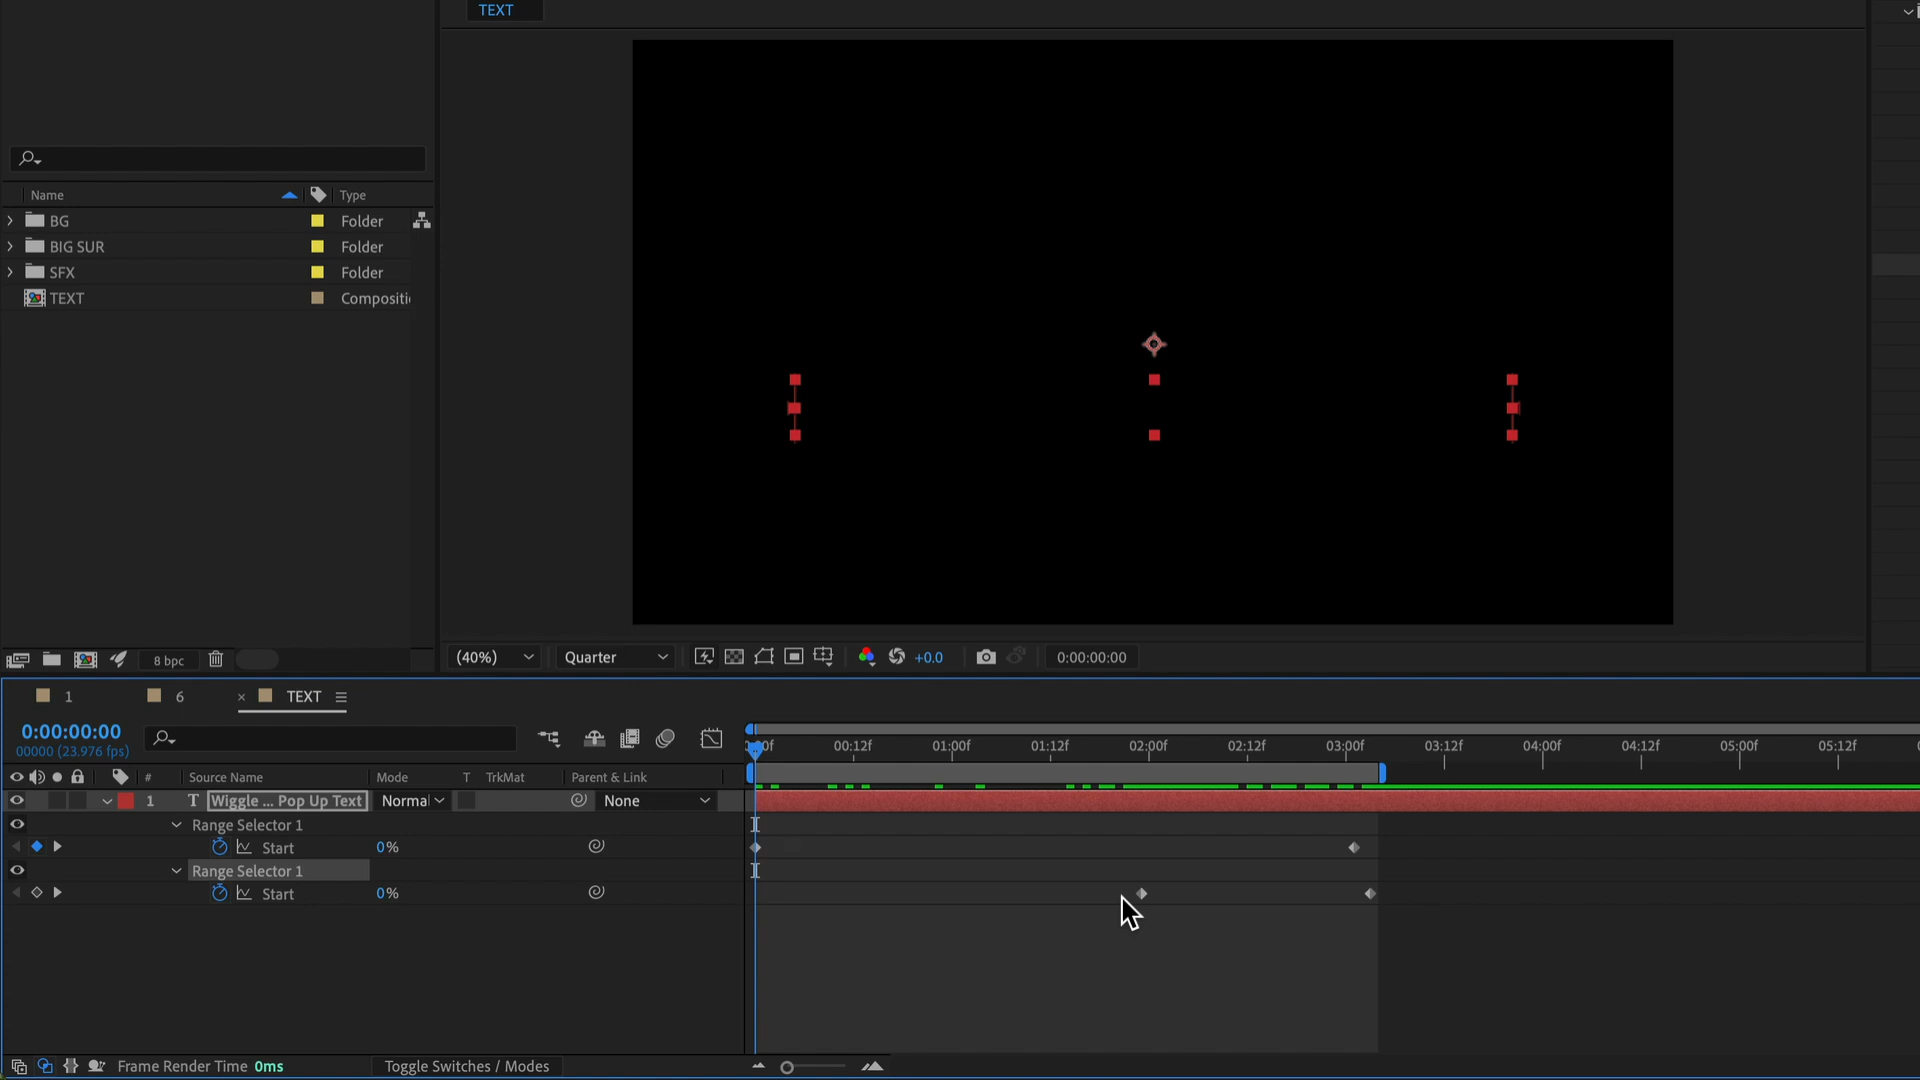 TEXT
Name Type
BG Folder
BIG SUR Folder
SFX Folder
TEXT Compositi
8 bpc
(40%) Quarter +0.0 0:00:00:00
1 6 × TEXT
0:00:00:00
00000 (23.976 fps)
00f 00:12f 01:00f 01:12f 02:00f 02:12f 03:00f 03:12f 04:00f 04:12f 05:00f 05:12f
# Source Name Mode T TrkMat Parent & Link
1 T Wiggle ... Pop Up Text Normal None
Range Selector 1
Start 0%
Range Selector 1
Start 0%
Frame Render Time 0ms Toggle Switches / Modes